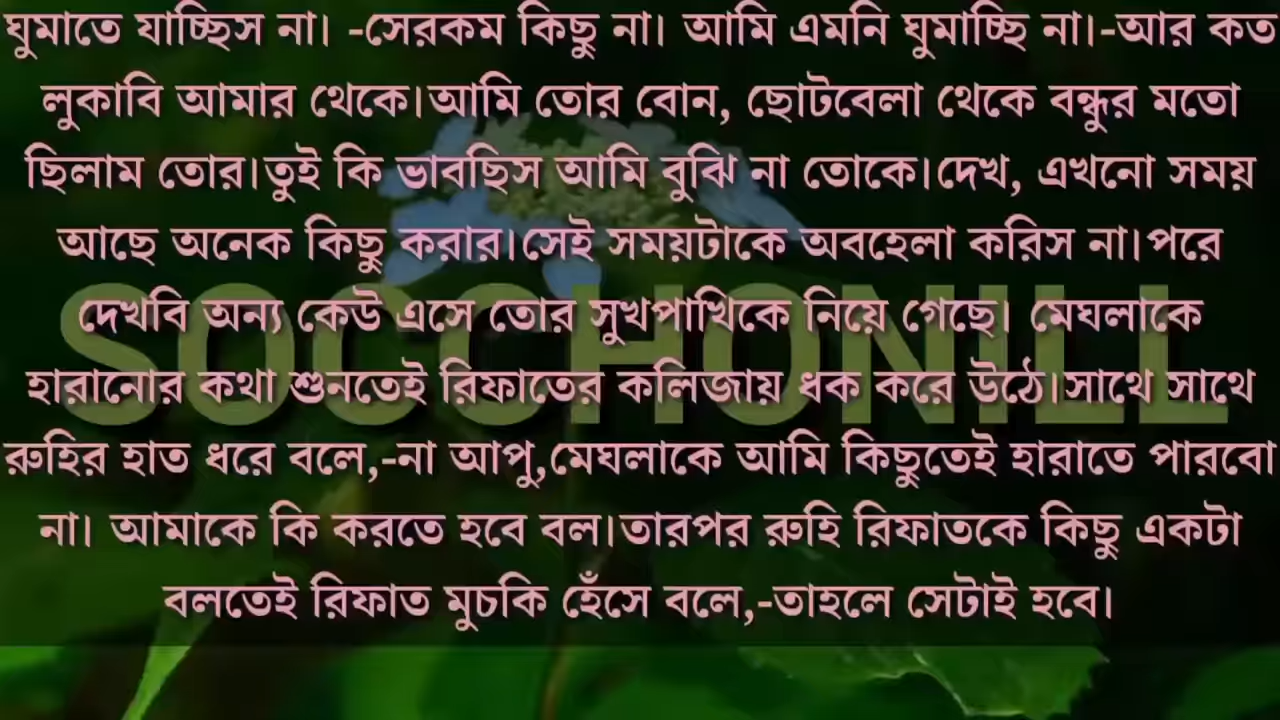 ঘুমাতে যাচ্ছিস না। -সেরকম কিছু না। আমি এমনি ঘুমাচ্ছি না।-আর কত
লুকাবি আমার থেকে।আমি তোর বোন, ছোটবেলা থেকে বন্ধুর মতো
ছিলাম তোর।তুই কি ভাবছিস আমি বুঝি না তোকে।দেখ, এখনো সময়
আছে অনেক কিছু করার।সেই সময়টাকে অবহেলা করিস না।পরে
দেখবি অন্য কেউ এসে তোর সুখপাখিকে নিয়ে গেছে। মেঘলাকে
হারানোর কথা শুনতেই রিফাতের কলিজায় ধক করে উঠে।সাথে সাথে
রুহির হাত ধরে বলে,-না আপু,মেঘলাকে আমি কিছুতেই হারাতে পারবো
না। আমাকে কি করতে হবে বল।তারপর রুহি রিফাতকে কিছু একটা
বলতেই রিফাত মুচকি হেঁসে বলে,-তাহলে সেটাই হবে।
SOCCHONILL